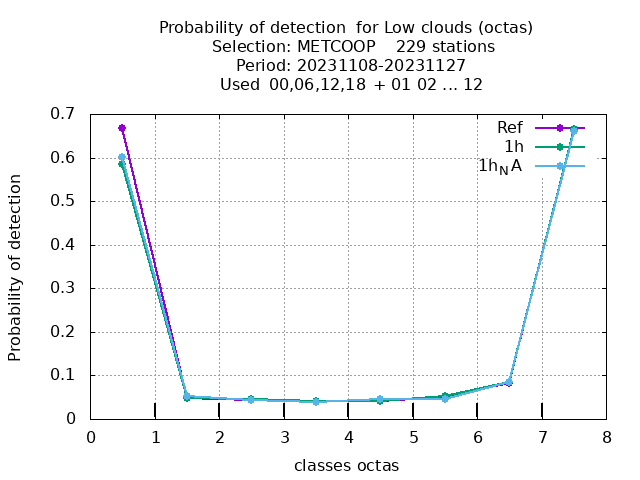 Probability of detection  for Low clouds (octas)
Selection: METCOOP    229 stations
Period: 20231108-20231127
Used  00,06,12,18  + 01 02 ... 12
Ref
1h
1hNA
0.7
0.6
0.5
0.4
0.3
0.2
0.1
0
Probability of detection
0 1 2 3 4 5 6 7 8
classes octas